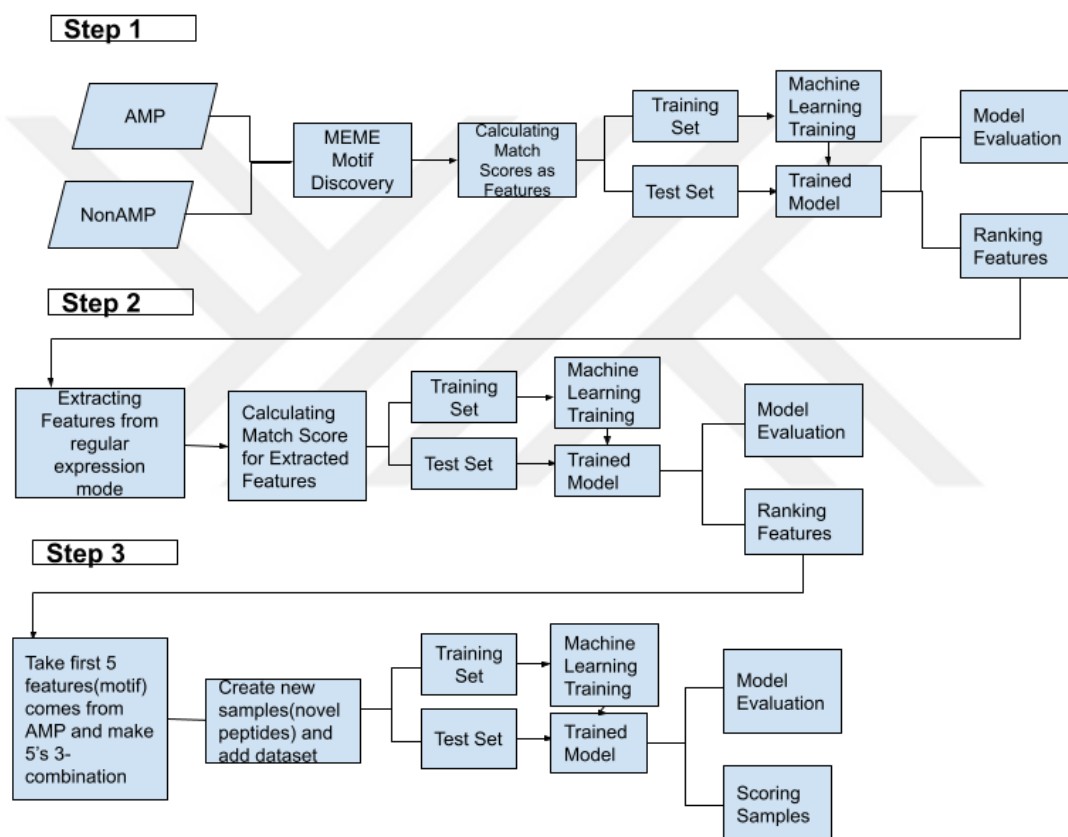 Step 1
AMP
NonAMP
MEME
Motif
Discovery
Calculating
Match
Scores as
Features
Training
Set
Test Set
Machine
Learning
Training
Trained
Model
Model
Evaluation
Ranking
Features
Step 2
Extracting
Features from
regular
expression
mode
Calculating
Match Score
for Extracted
Features
Training
Set
Test Set
Machine
Learning
Training
Trained
Model
Model
Evaluation
Ranking
Features
Step 3
Take first 5
features(motif)
comes from
AMP and make
5's 3-
combination
Create new
samples(novel
peptides) and
add dataset
Training
Set
Test Set
Machine
Learning
Training
Trained
Model
Model
Evaluation
Scoring
Samples